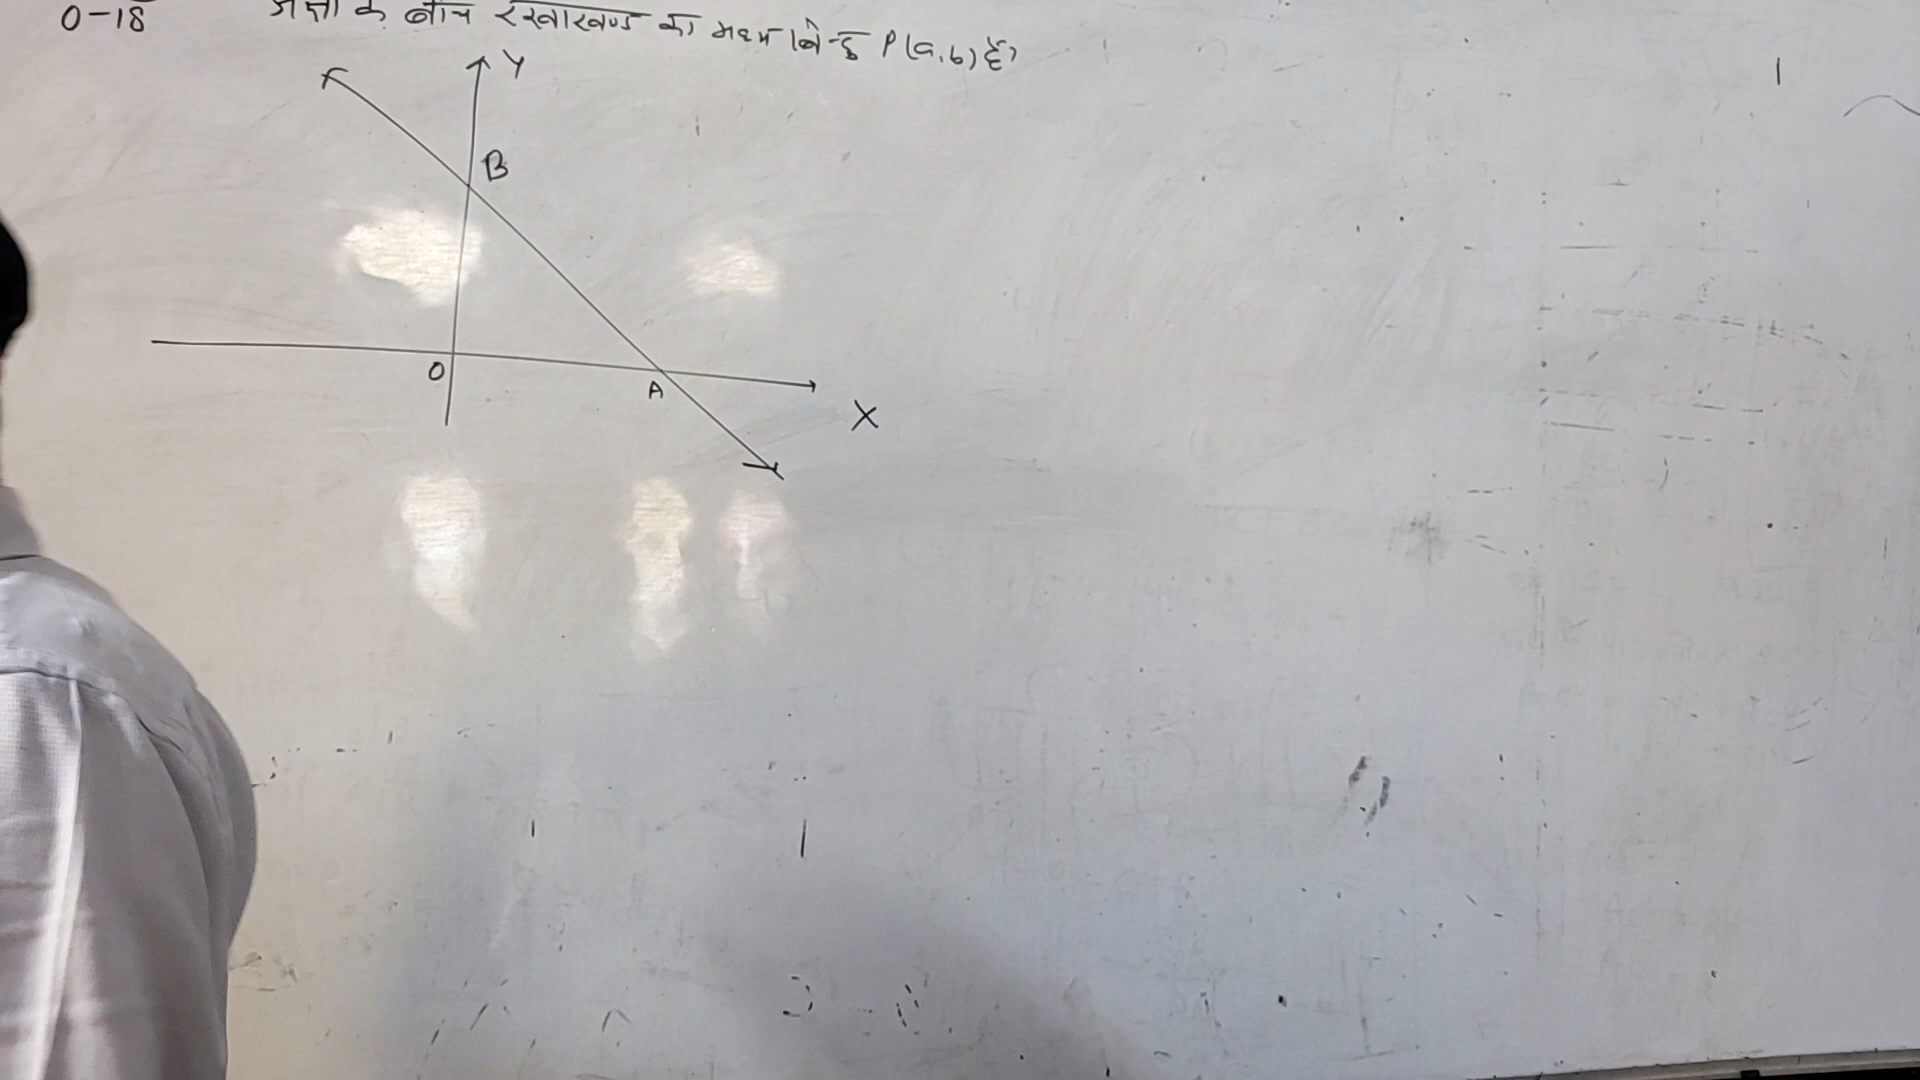 0-18 अक्षों के बीच रेखाखण्ड का मध्य बिन्दु P(a,b) है,
Y
B
O
A
X